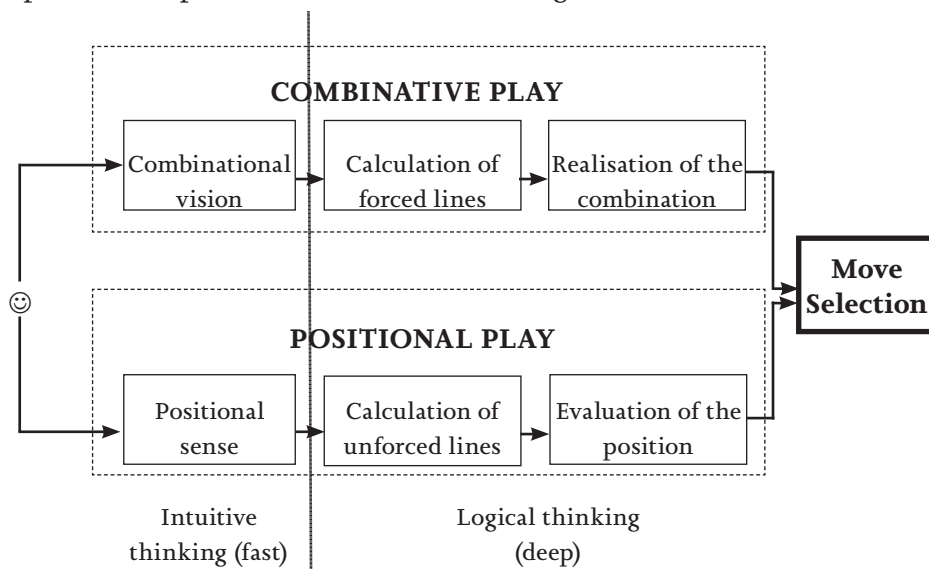 COMBINATIVE PLAY
Combinational
vision
Calculation of
forced lines
Realisation of the
combination
Move
Selection
POSITIONAL PLAY
Positional
sense
Calculation of
unforced lines
Evaluation of the
position
Intuitive
thinking (fast)
Logical thinking
(deep)